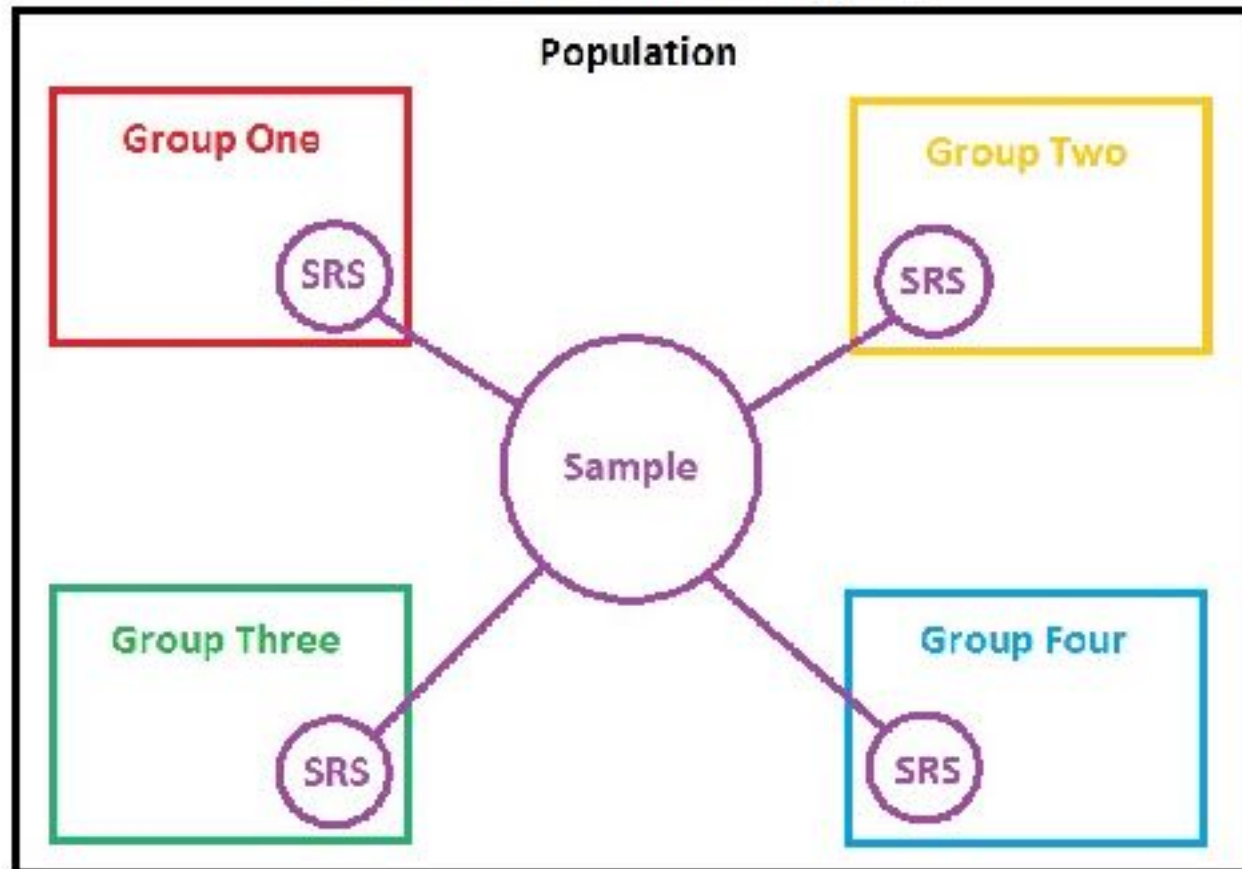 Population
Group One
Group Two
SRS
SRS
Sample
Group Three
Group Four
SRS
SRS